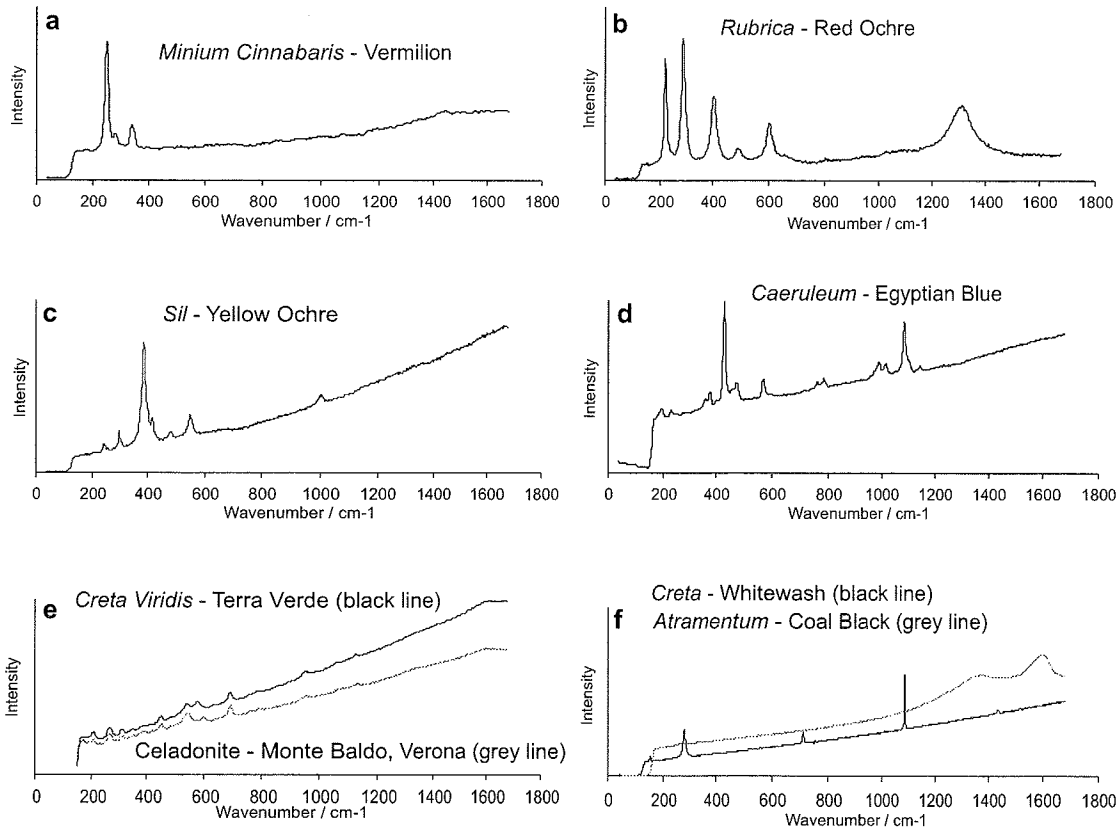 a
Minium Cinnabaris - Vermilion
Intensity
0 200 400 600 800 1000 1200 1400 1600 1800
Wavenumber / cm-1
b
Rubrica - Red Ochre
Intensity
0 200 400 600 800 1000 1200 1400 1600 1800
Wavenumber / cm-1
c
Sil - Yellow Ochre
Intensity
0 200 400 600 800 1000 1200 1400 1600 1800
Wavenumber / cm-1
d
Caeruleum - Egyptian Blue
Intensity
0 200 400 600 800 1000 1200 1400 1600 1800
Wavenumber / cm-1
e
Creta Viridis - Terra Verde (black line)
Intensity
Celadonite - Monte Baldo, Verona (grey line)
0 200 400 600 800 1000 1200 1400 1600 1800
Wavenumber / cm-1
f
Creta - Whitewash (black line)
Atramentum - Coal Black (grey line)
Intensity
0 200 400 600 800 1000 1200 1400 1600 1800
Wavenumber / cm-1